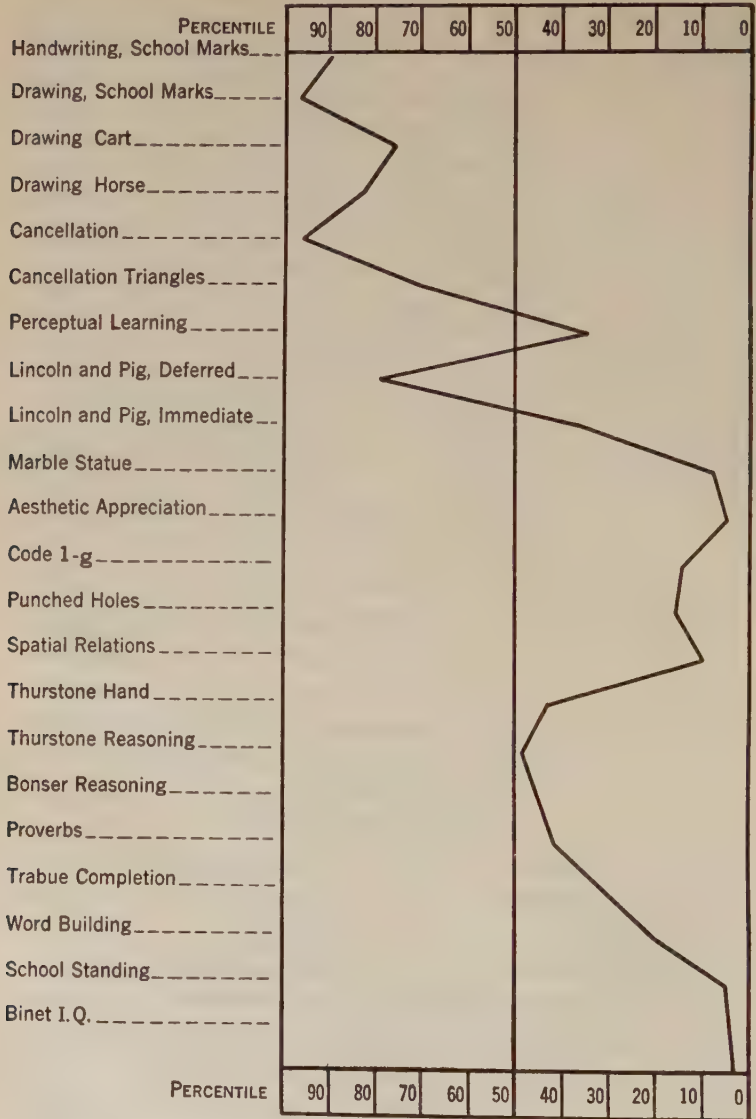 PERCENTILE 90 80 70 60 50 40 30 20 10 0
Handwriting, School Marks
Drawing, School Marks
Drawing Cart
Drawing Horse
Cancellation
Cancellation Triangles
Perceptual Learning
Lincoln and Pig, Deferred
Lincoln and Pig, Immediate
Marble Statue
Aesthetic Appreciation
Code 1-g
Punched Holes
Spatial Relations
Thurstone Hand
Thurstone Reasoning
Bonser Reasoning
Proverbs
Trabue Completion
Word Building
School Standing
Binet I.Q.
PERCENTILE 90 80 70 60 50 40 30 20 10 0